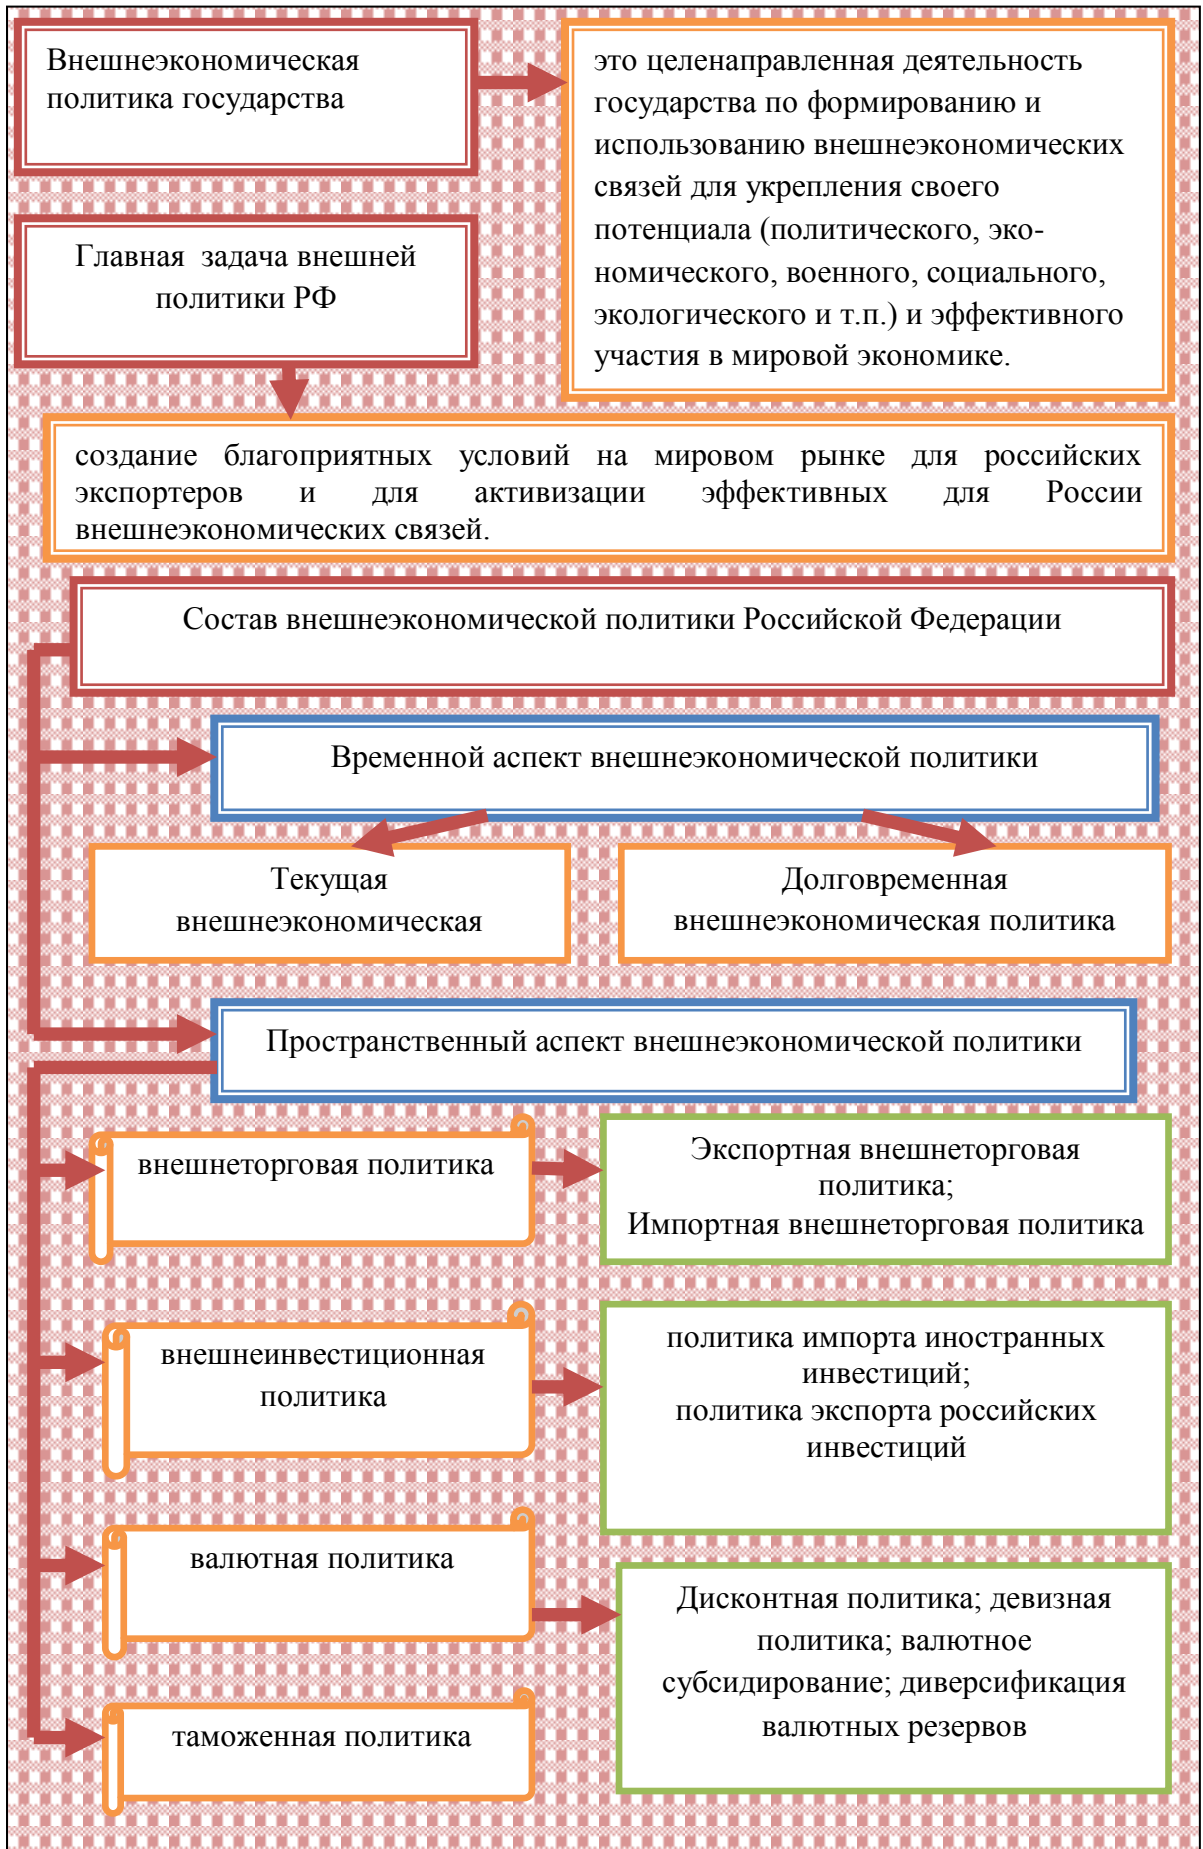 Внешнеэкономическая
политика государства
это целенаправленная деятельность
государства по формированию и
использованию внешнеэкономических
связей для укрепления своего
потенциала (политического, эко-
номического, военного, социального,
экологического и т.п.) и эффективного
участия в мировой экономике.
Главная задача внешней
политики РФ
создание благоприятных условий на мировом рынке для российских
экспортеров и для активизации эффективных для России
внешнеэкономических связей.
Состав внешнеэкономической политики Российской Федерации
Временной аспект внешнеэкономической политики
Текущая
внешнеэкономическая
Долговременная
внешнеэкономическая политика
Пространственный аспект внешнеэкономической политики
внешнеторговая политика
Экспортная внешнеторговая
политика;
Импортная внешнеторговая политика
внешнеинвестиционная
политика
политика импорта иностранных
инвестиций;
политика экспорта российских
инвестиций
валютная политика
Дисконтная политика; девизная
политика; валютное
субсидирование; диверсификация
валютных резервов
таможенная политика